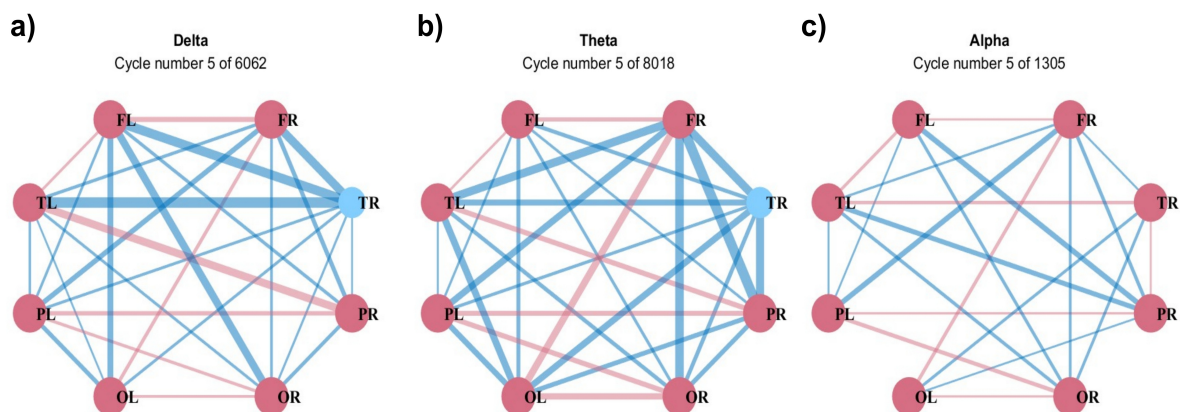 a)
Delta
Cycle number 5 of 6062
FL
FR
TL
TR
PL
PR
OL
OR
b)
Theta
Cycle number 5 of 8018
FL
FR
TL
TR
PL
PR
OL
OR
c)
Alpha
Cycle number 5 of 1305
FL
FR
TL
TR
PL
PR
OL
OR